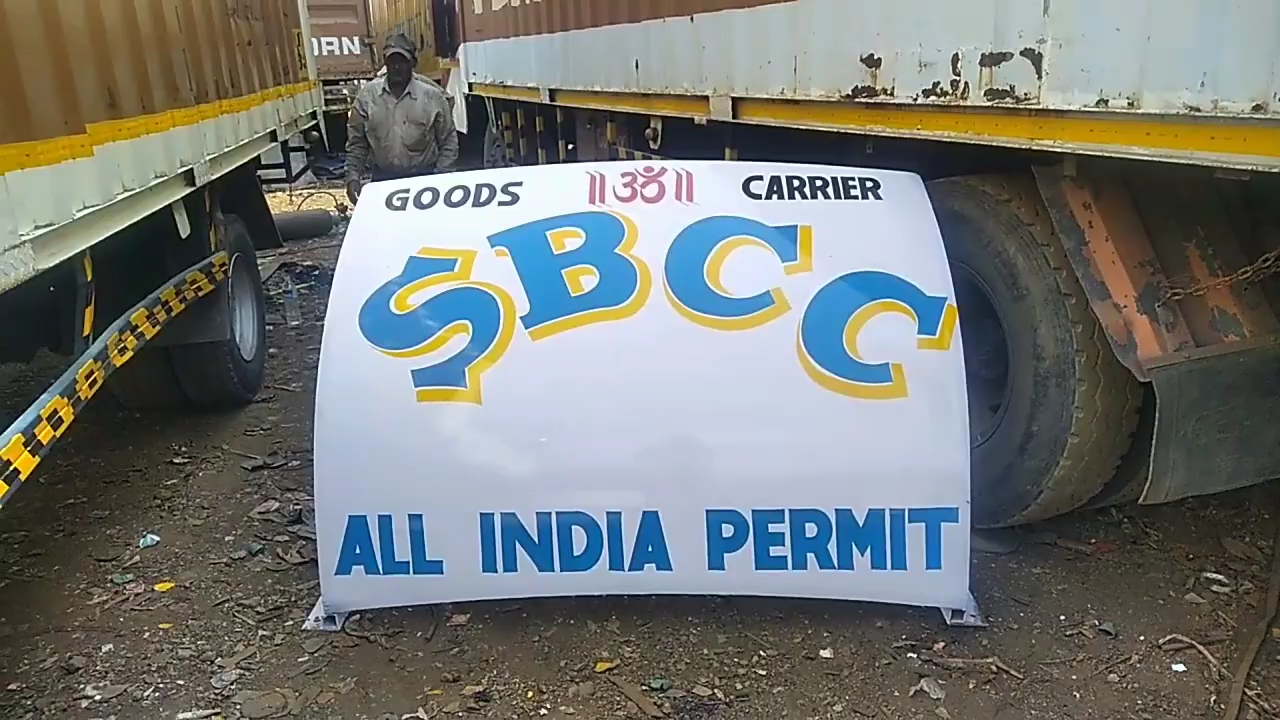 GOODS ॥ॐ॥ CARRIER
SBCC
ALL INDIA PERMIT